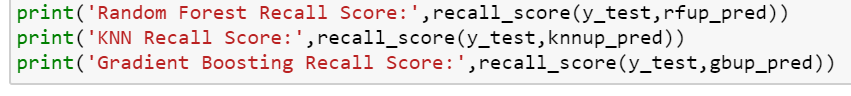 print('Random Forest Recall Score:',recall_score(y_test,rfup_pred))
print('KNN Recall Score:',recall_score(y_test,knnup_pred))
print('Gradient Boosting Recall Score:',recall_score(y_test,gbup_pred))